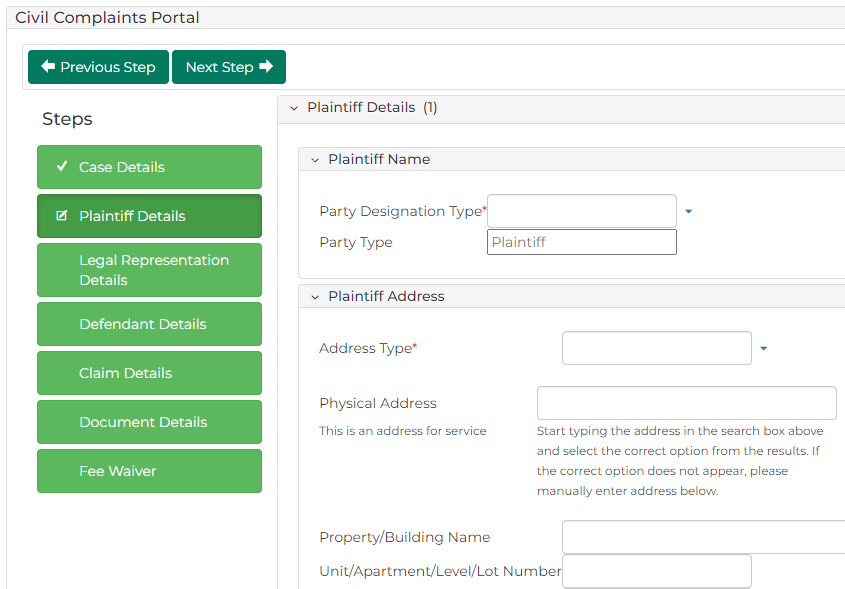 Civil Complaints Portal
Previous Step
Next Step
Steps
Case Details
Plaintiff Details
Legal Representation
Details
Defendant Details
Claim Details
Document Details
Fee Waiver
Plaintiff Details (1)
Plaintiff Name
Party Designation Type*
Party Type
Plaintiff
Plaintiff Address
Address Type*
Physical Address
This is an address for service
Start typing the address in the search box above
and select the correct option from the results. If
the correct option does not appear, please
manually enter address below.
Property/Building Name
Unit/Apartment/Level/Lot Number